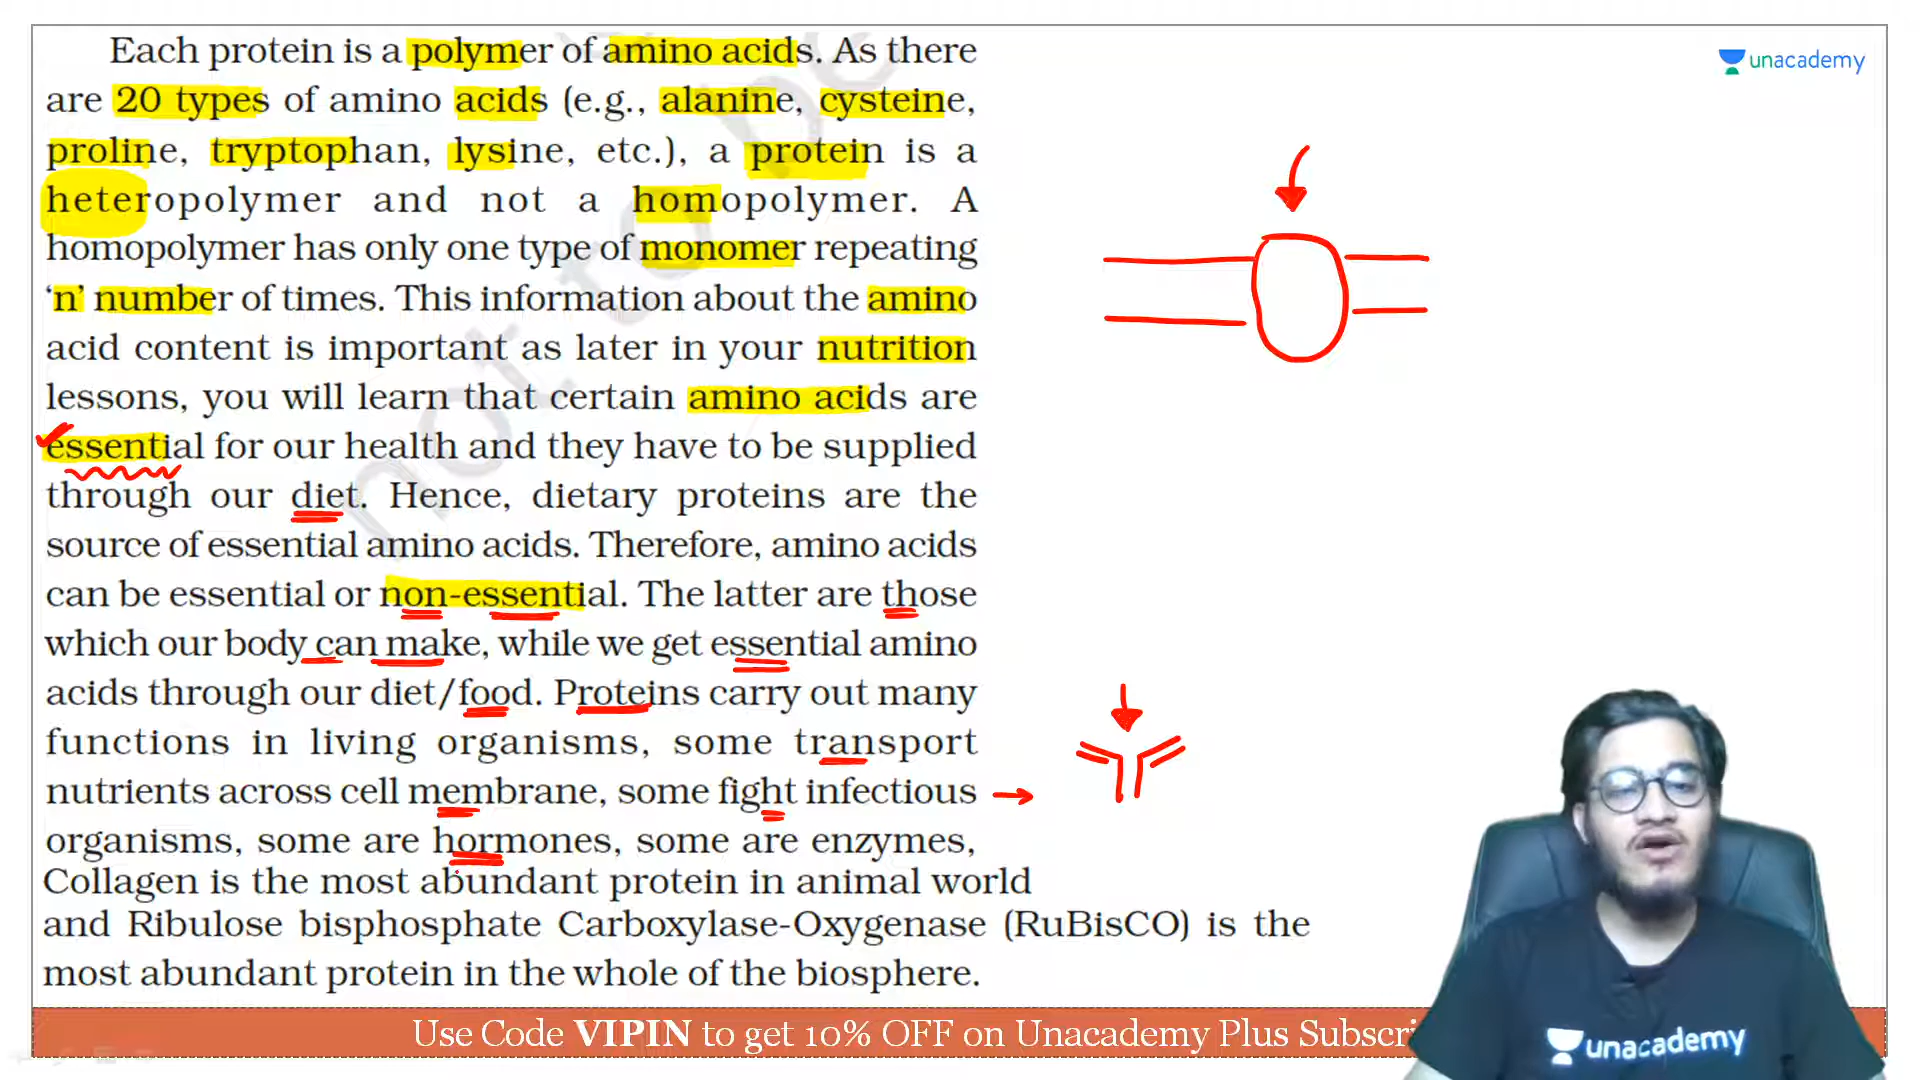 Each protein is a polymer of amino acids. As there
are 20 types of amino acids (e.g., alanine, cysteine,
proline, tryptophan, lysine, etc.), a protein is a
heteropolymer and not a homopolymer. A
homopolymer has only one type of monomer repeating
‘n’ number of times. This information about the amino
acid content is important as later in your nutrition
lessons, you will learn that certain amino acids are
essential for our health and they have to be supplied
through our diet. Hence, dietary proteins are the
source of essential amino acids. Therefore, amino acids
can be essential or non-essential. The latter are those
which our body can make, while we get essential amino
acids through our diet/food. Proteins carry out many
functions in living organisms, some transport
nutrients across cell membrane, some fight infectious
organisms, some are hormones, some are enzymes,
Collagen is the most abundant protein in animal world
and Ribulose bisphosphate Carboxylase-Oxygenase (RuBisCO) is the
most abundant protein in the whole of the biosphere.
not to be
unacademy
Use Code VIPIN to get 10% OFF on Unacademy Plus Subscri
unacademy